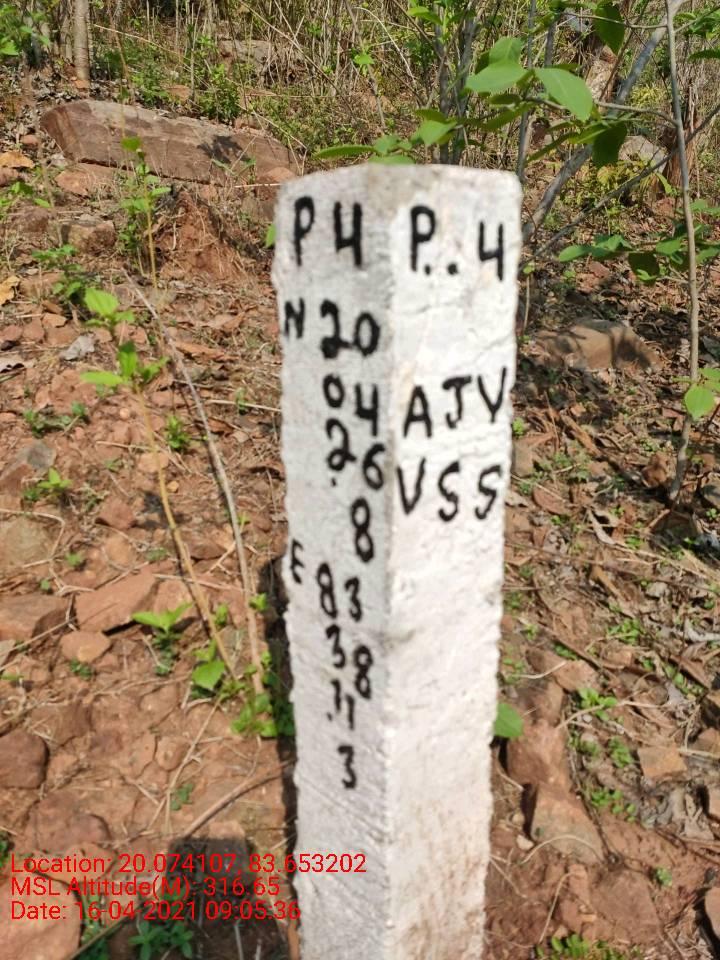 P 4
N 20
04
.26
8
E 83
38
.11
3
P..4
AJV
VSS
Location: 20.074107, 83.653202
MSL Altitude(M): 316.65
Date: 16-04-2021 09:05:36